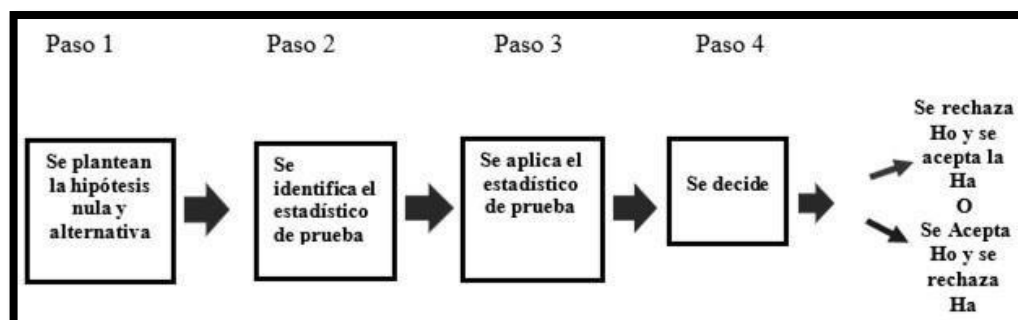 Paso 1
Paso 2
Paso 3
Paso 4
Se plantean
la hipótesis
nula y
alternativa
Se
identifica el
estadístico
de prueba
Se aplica el
estadístico
de prueba
Se decide
Se rechaza
Ho y se
acepta la
Ha
O
Se Acepta
Ho y se
rechaza
Ha